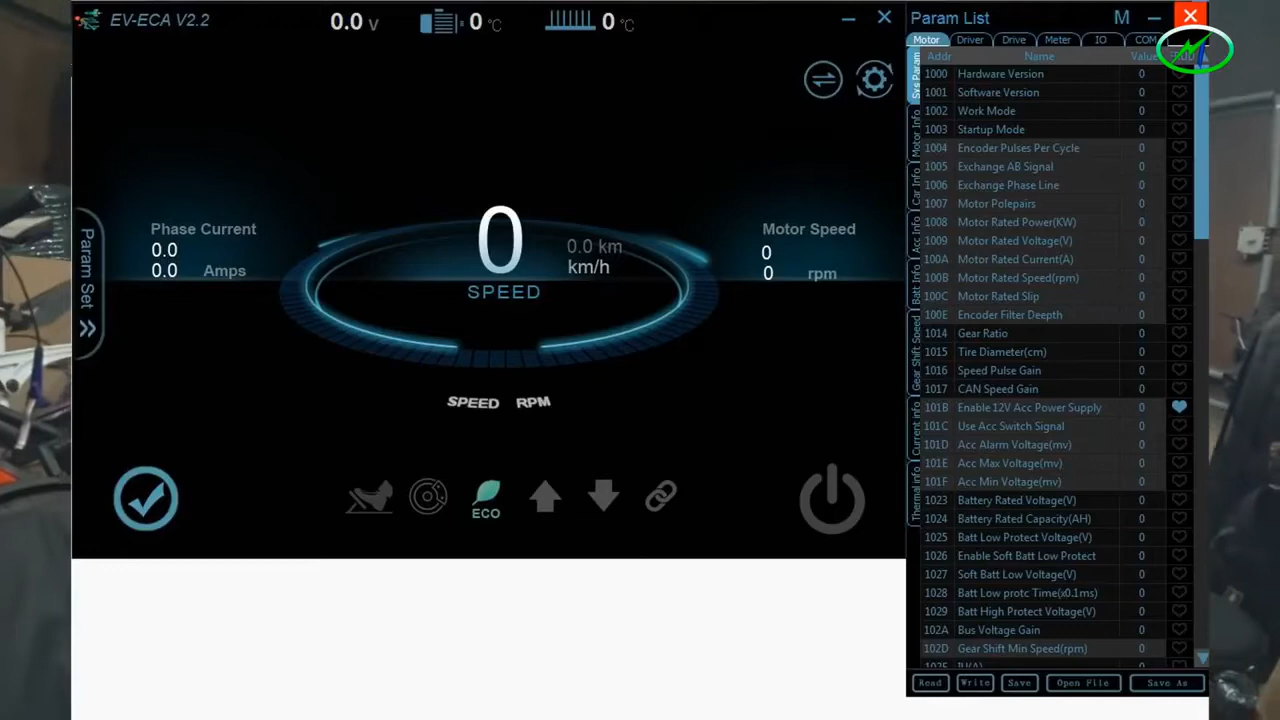 EV-ECA V2.2
0.0 V
0 ℃
0 ℃
Phase Current
0.0
0.0 Amps
0
0.0 km
km/h
SPEED
Motor Speed
0
0 rpm
Param Set
SPEED RPM
ECO
Param List
M
Motor Driver Drive Meter IO COM
Addr Name Value
Sys Param
Motor Info
Car Info
Acc Info
Batt Info
Gear Shift Speed
Current info
Thermal info
1000 Hardware Version 0
1001 Software Version 0
1002 Work Mode 0
1003 Startup Mode 0
1004 Encoder Pulses Per Cycle 0
1005 Exchange AB Signal 0
1006 Exchange Phase Line 0
1007 Motor Polepairs 0
1008 Motor Rated Power(KW) 0
1009 Motor Rated Voltage(V) 0
100A Motor Rated Current(A) 0
100B Motor Rated Speed(rpm) 0
100C Motor Rated Slip 0
100E Encoder Filter Deepth 0
1014 Gear Ratio 0
1015 Tire Diameter(cm) 0
1016 Speed Pulse Gain 0
1017 CAN Speed Gain 0
101B Enable 12V Acc Power Supply 0
101C Use Acc Switch Signal 0
101D Acc Alarm Voltage(mv) 0
101E Acc Max Voltage(mv) 0
101F Acc Min Voltage(mv) 0
1023 Battery Rated Voltage(V) 0
1024 Battery Rated Capacity(AH) 0
1025 Batt Low Protect Voltage(V) 0
1026 Enable Soft Batt Low Protect 0
1027 Soft Batt Low Voltage(V) 0
1028 Batt Low protc Time(x0.1ms) 0
1029 Batt High Protect Voltage(V) 0
102A Bus Voltage Gain 0
102D Gear Shift Min Speed(rpm) 0
Read Write Save Open File Save As